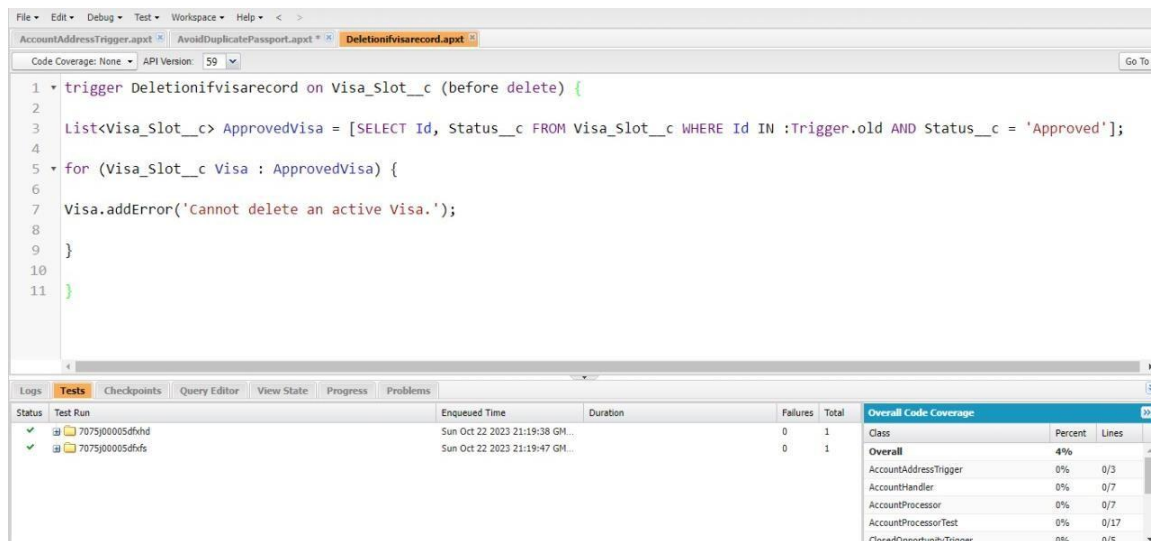 File Edit Debug Test Workspace Help < >
AccountAddressTrigger.apxt AvoidDuplicatePassport.apxt * Deletionifvisarecord.apxt
Code Coverage: None API Version: 59 Go To
1 trigger Deletionifvisarecord on Visa_Slot__c (before delete) {
2
3 List<Visa_Slot__c> ApprovedVisa = [SELECT Id, Status__c FROM Visa_Slot__c WHERE Id IN :Trigger.old AND Status__c = 'Approved'];
4
5 for (Visa_Slot__c Visa : ApprovedVisa) {
6
7 Visa.addError('Cannot delete an active Visa.');
8
9 }
10
11 }
Logs Tests Checkpoints Query Editor View State Progress Problems
Status Test Run Enqueued Time Duration Failures Total Overall Code Coverage
7075j00005dfxhd Sun Oct 22 2023 21:19:38 GM... 0 1 Class Percent Lines
7075j00005dfxfs Sun Oct 22 2023 21:19:47 GM... 0 1 Overall 4%
AccountAddressTrigger 0% 0/3
AccountHandler 0% 0/7
AccountProcessor 0% 0/7
AccountProcessorTest 0% 0/17
ClosedOpportunityTrigger 0% 0/5